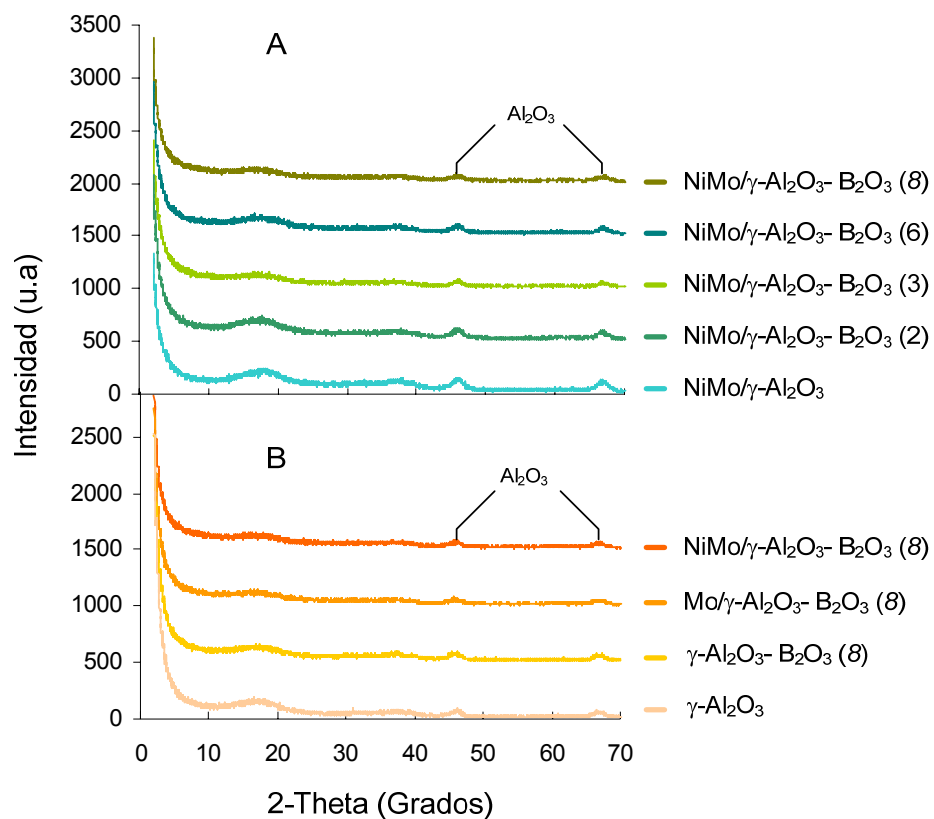 Intensidad (u.a)
3500
3000
2500
2000
1500
1000
500
0
A
Al₂O₃
NiMo/γ-Al₂O₃- B₂O₃ (8)
NiMo/γ-Al₂O₃- B₂O₃ (6)
NiMo/γ-Al₂O₃- B₂O₃ (3)
NiMo/γ-Al₂O₃- B₂O₃ (2)
NiMo/γ-Al₂O₃
2500
2000
1500
1000
500
0
B
Al₂O₃
NiMo/γ-Al₂O₃- B₂O₃ (8)
Mo/γ-Al₂O₃- B₂O₃ (8)
γ-Al₂O₃- B₂O₃ (8)
γ-Al₂O₃
0 10 20 30 40 50 60 70
2-Theta (Grados)